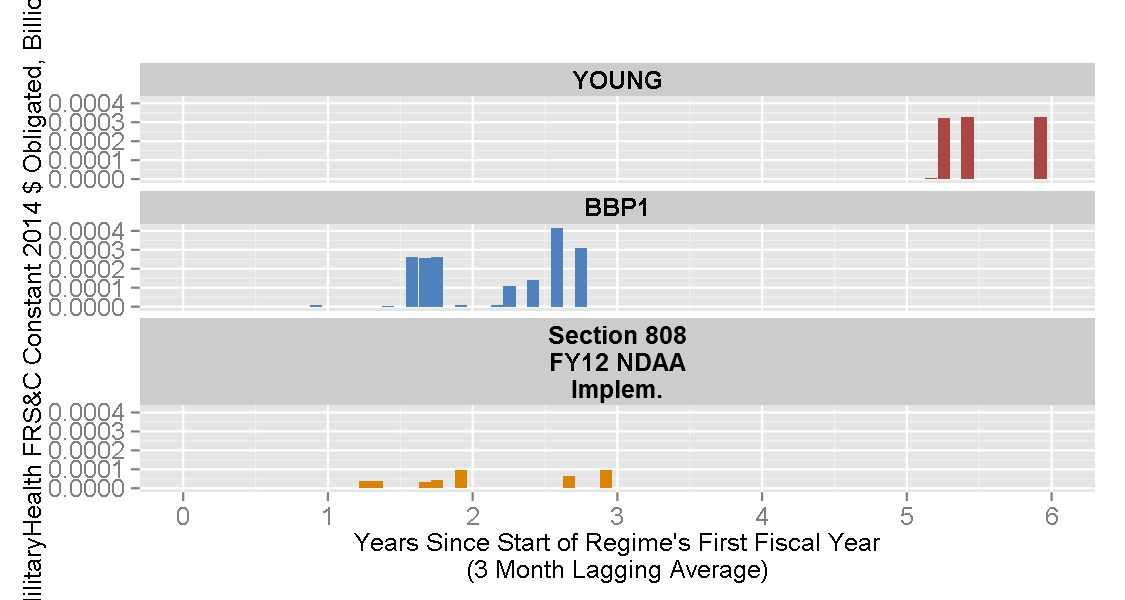 ilitaryHealth FRS&C Constant 2014 $ Obligated, Billio
YOUNG
0.0004
0.0003
0.0002
0.0001
0.0000
BBP1
0.0004
0.0003
0.0002
0.0001
0.0000
Section 808
FY12 NDAA
Implem.
0.0004
0.0003
0.0002
0.0001
0.0000
0 1 2 3 4 5 6
Years Since Start of Regime's First Fiscal Year
(3 Month Lagging Average)